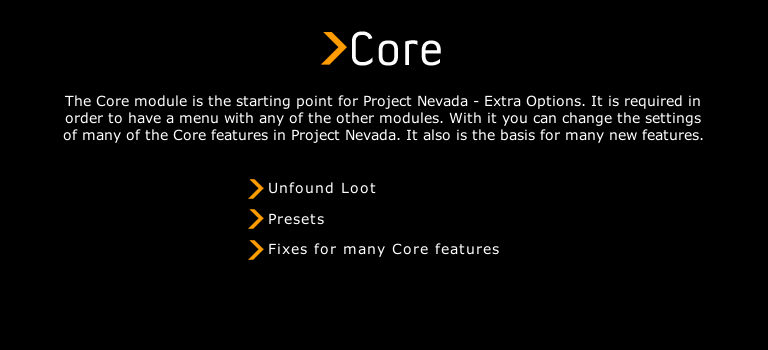 Core
The Core module is the starting point for Project Nevada - Extra Options. It is required in
order to have a menu with any of the other modules. With it you can change the settings
of many of the Core features in Project Nevada. It also is the basis for many new features.
Unfound Loot
Presets
Fixes for many Core features